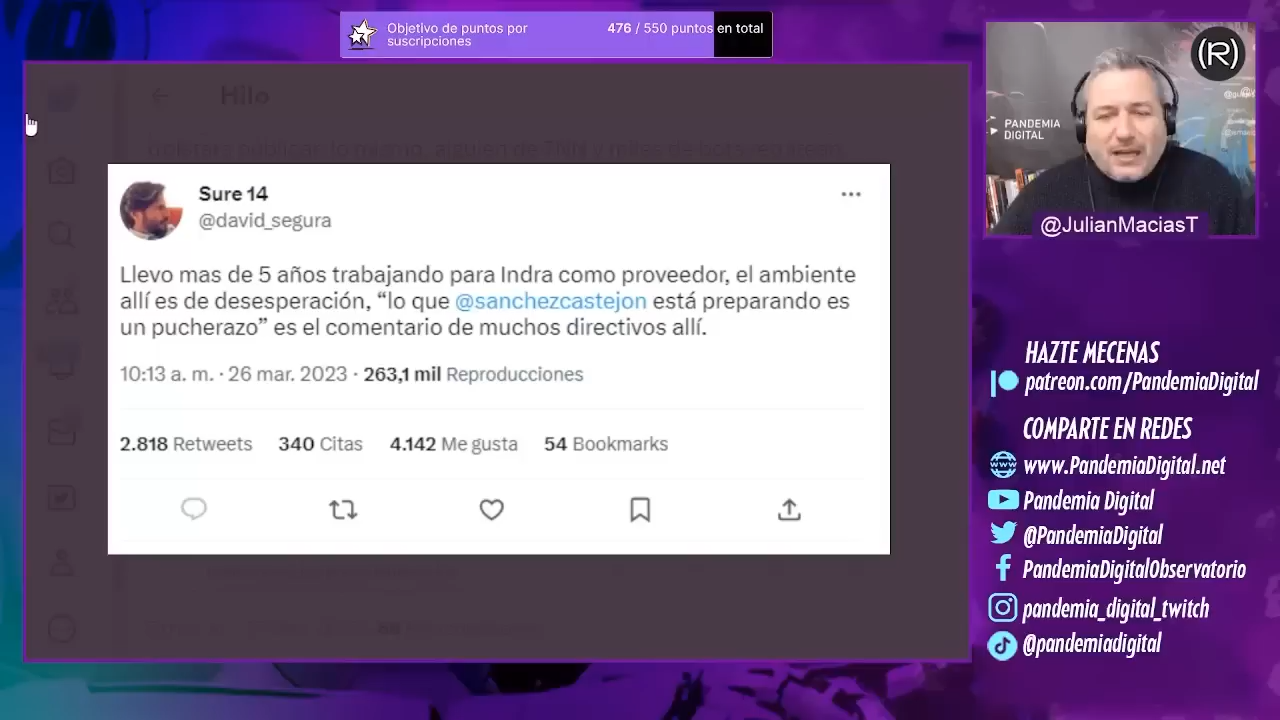 Objetivo de puntos por
suscripciones
476 / 550 puntos en total
Hilo
Sure 14
@david_segura
Llevo mas de 5 años trabajando para Indra como proveedor, el ambiente
allí es de desesperación, “lo que @sanchezcastejon está preparando es
un pucherazo” es el comentario de muchos directivos allí.
10:13 a. m. · 26 mar. 2023 · 263,1 mil Reproducciones
2.818 Retweets 340 Citas 4.142 Me gusta 54 Bookmarks
(R)
PANDEMIA
DIGITAL
@JulianMaciasT
HAZTE MECENAS
patreon.com/PandemiaDigital
COMPARTE EN REDES
www.PandemiaDigital.net
Pandemia Digital
@PandemiaDigital
PandemiaDigitalObservatorio
pandemia_digital_twitch
@pandemiadigital